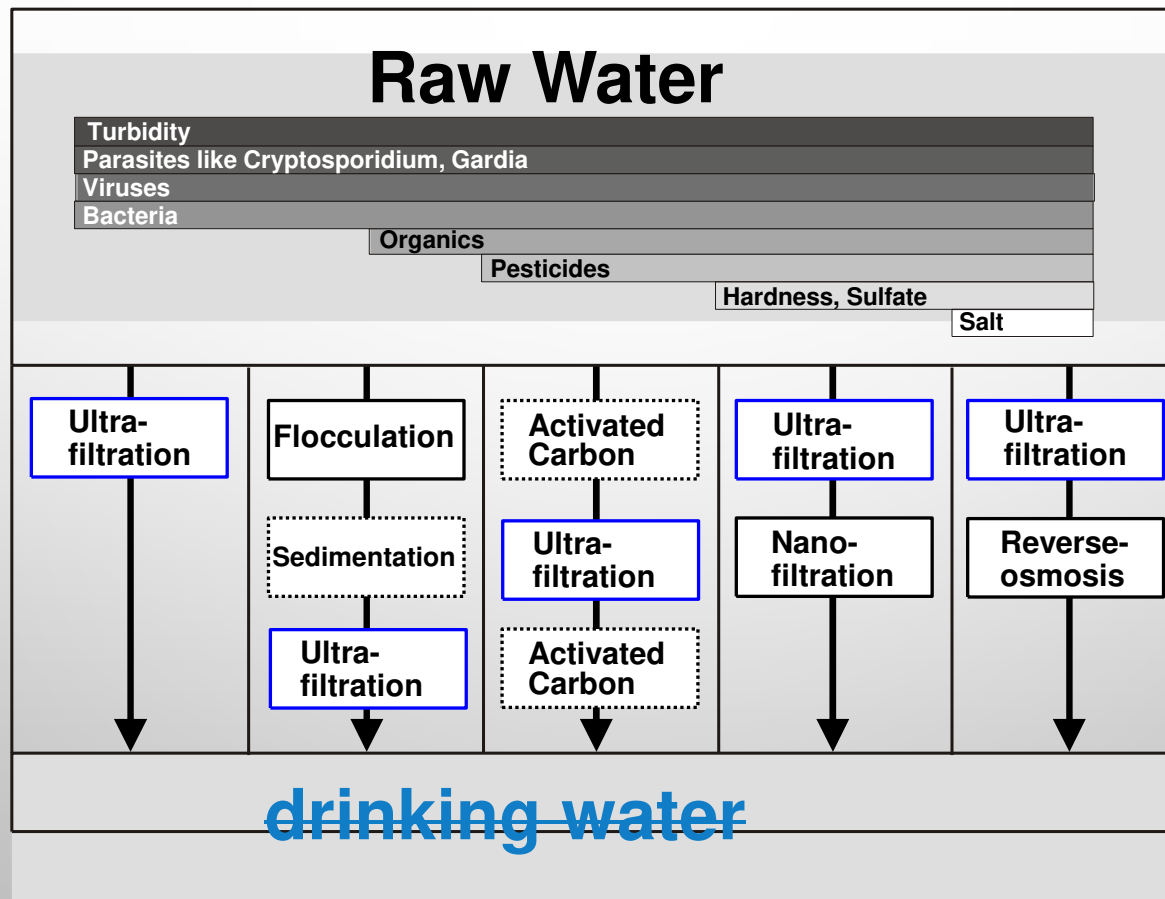 Raw Water
Turbidity
Parasites like Cryptosporidium, Gardia
Viruses
Bacteria
Organics
Pesticides
Hardness, Sulfate
Salt
Ultra-
filtration
Flocculation
Sedimentation
Ultra-
filtration
Activated
Carbon
Ultra-
filtration
Activated
Carbon
Ultra-
filtration
Nano-
filtration
Ultra-
filtration
Reverse-
osmosis
drinking water